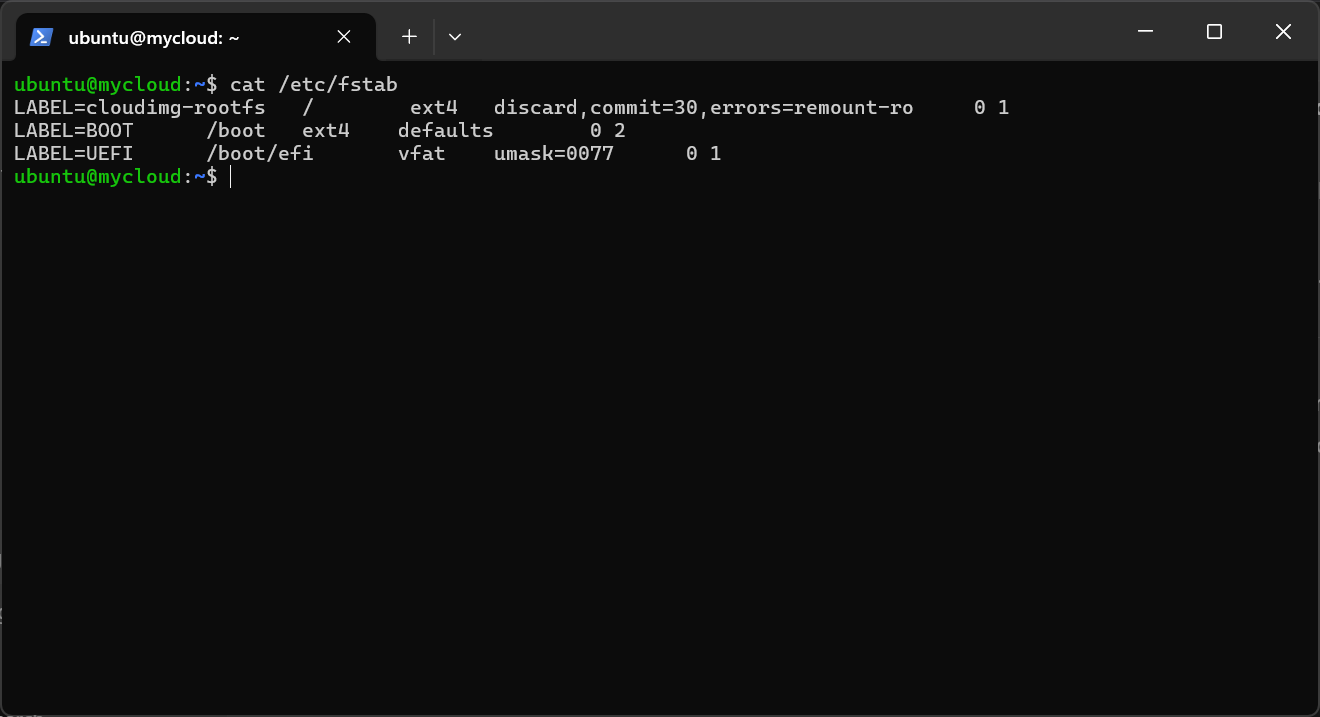 ubuntu@mycloud: ~
ubuntu@mycloud:~$ cat /etc/fstab
LABEL=cloudimg-rootfs   /        ext4   discard,commit=30,errors=remount-ro     0 1
LABEL=BOOT      /boot   ext4    defaults        0 2
LABEL=UEFI      /boot/efi       vfat    umask=0077      0 1
ubuntu@mycloud:~$